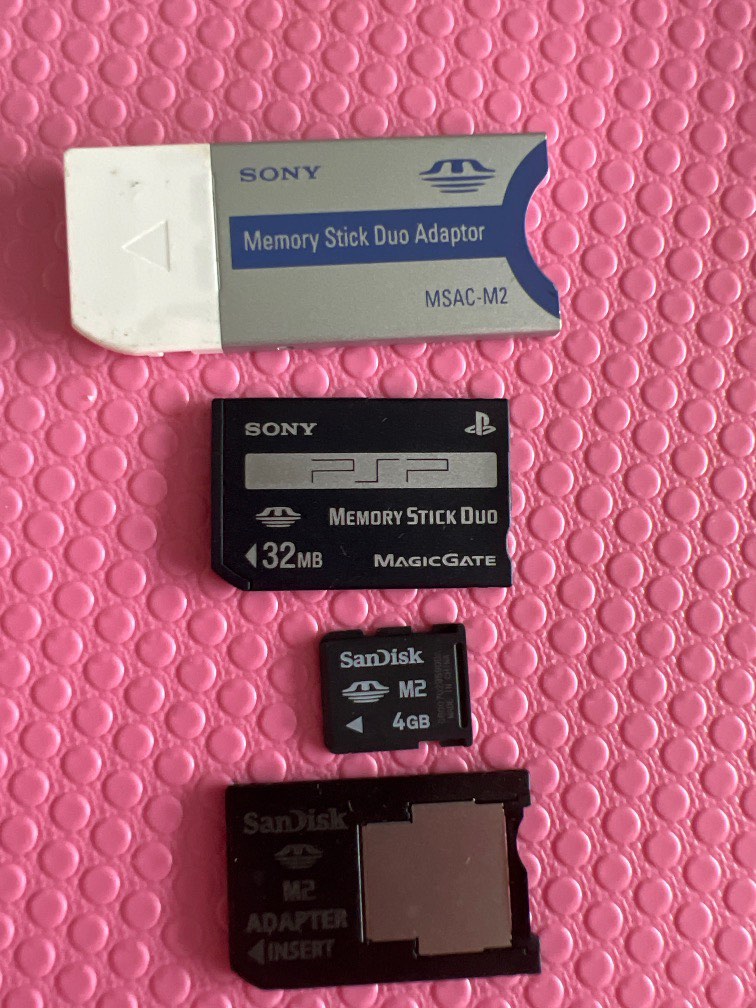 SONY
Memory Stick Duo Adaptor
MSAC-M2
SONY
PSP
MEMORY STICK DUO
32MB MAGICGATE
SanDisk
M2
4GB
SanDisk
M2
ADAPTER
INSERT